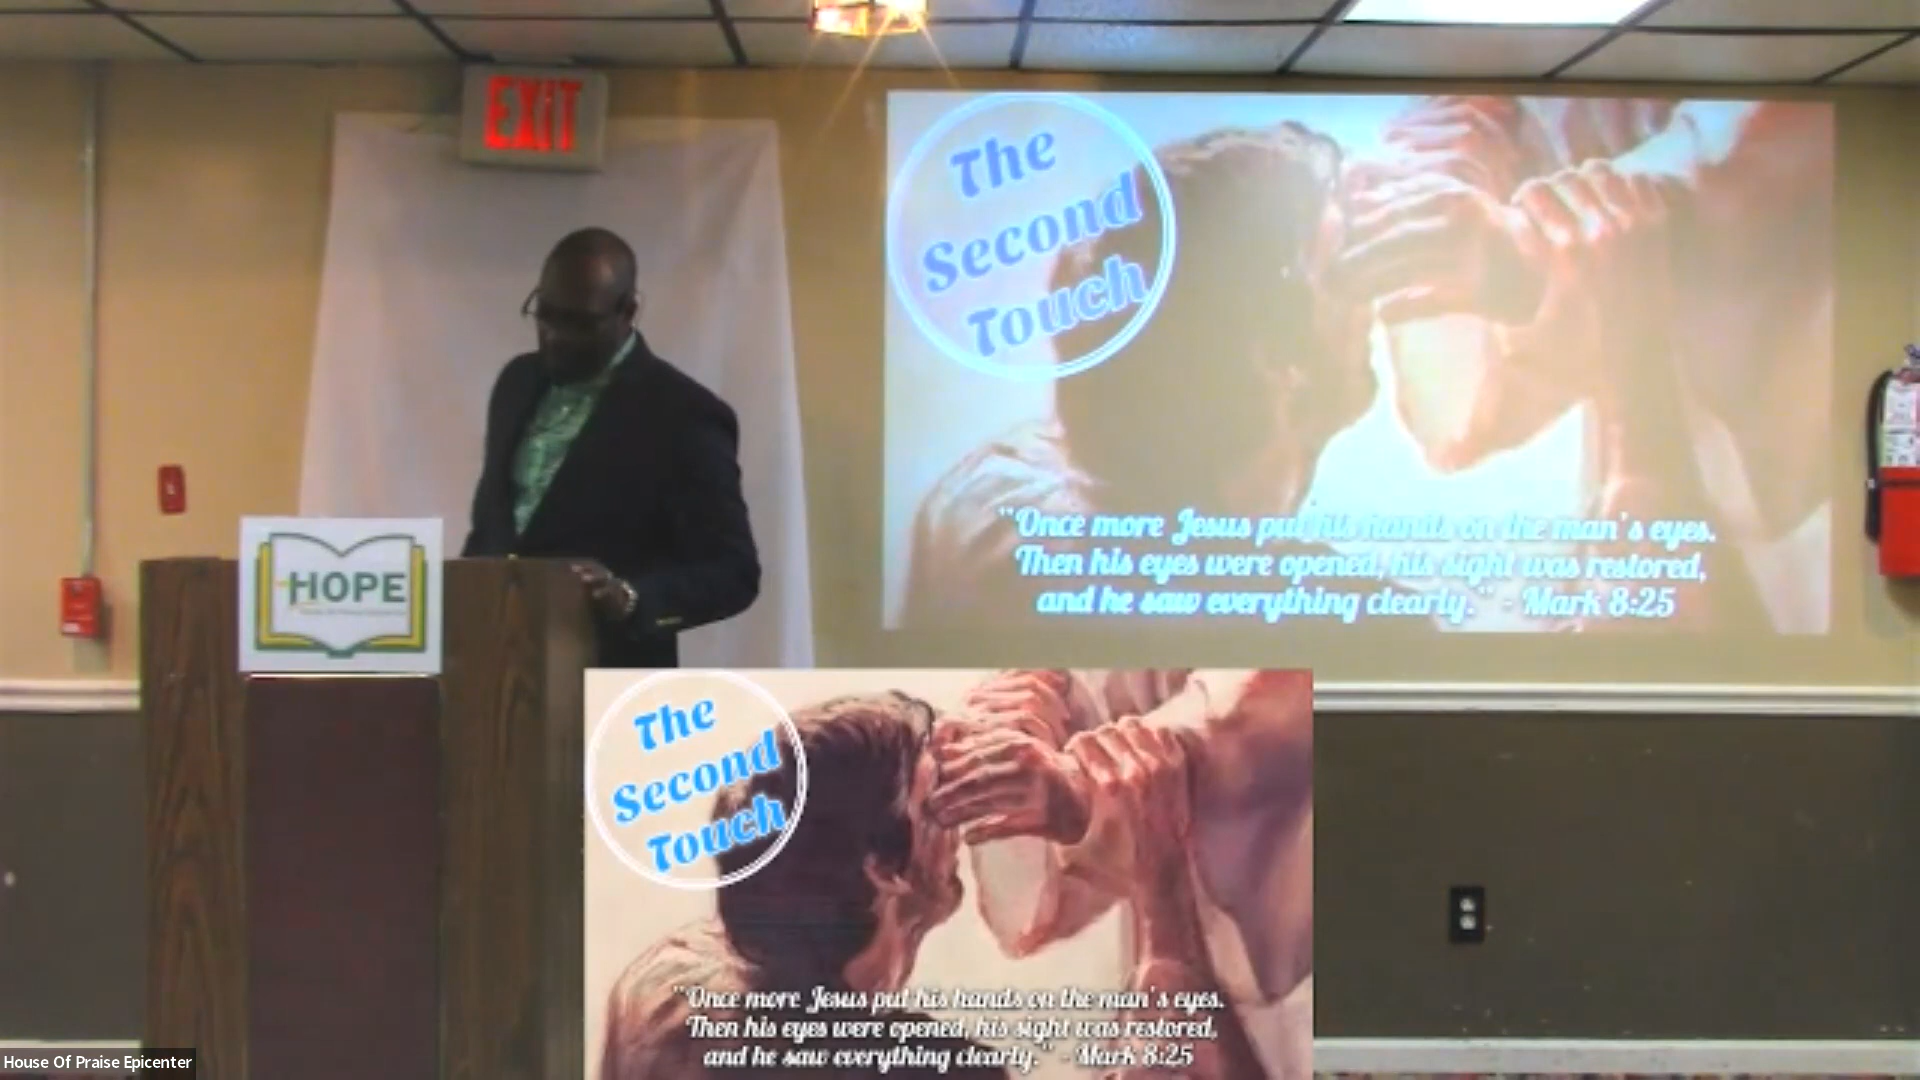 EXIT
The
Second
Touch
"Once more Jesus put his hands on the man's eyes.
Then his eyes were opened, his sight was restored,
and he saw everything clearly." - Mark 8:25
HOPE
The
Second
Touch
"Once more Jesus put his hands on the man's eyes.
Then his eyes were opened, his sight was restored,
and he saw everything clearly." - Mark 8:25
House Of Praise Epicenter